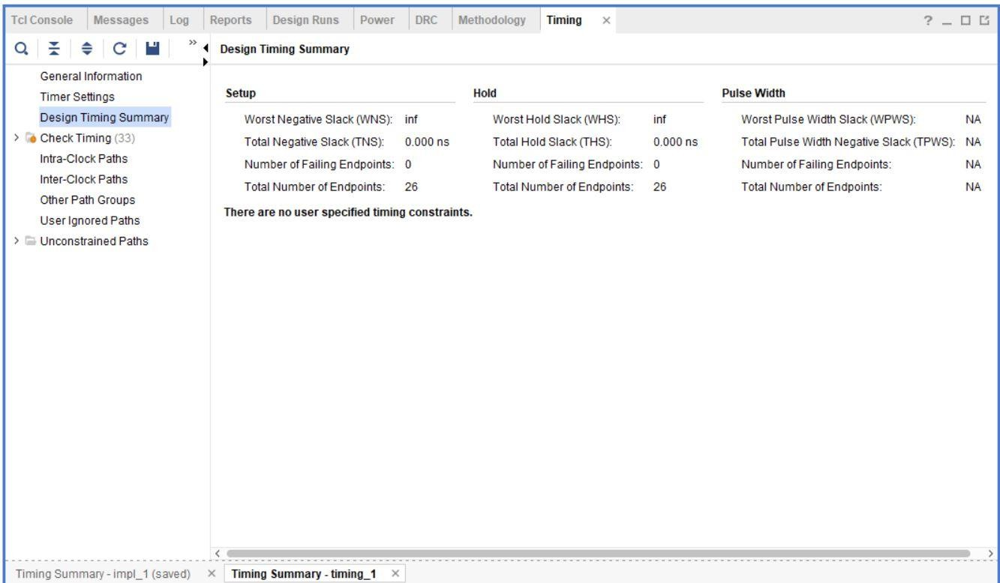 Tcl Console Messages Log Reports Design Runs Power DRC Methodology Timing × ? _
» Design Timing Summary
General Information
Timer Settings
Design Timing Summary
> Check Timing (33)
Intra-Clock Paths
Inter-Clock Paths
Other Path Groups
User Ignored Paths
> Unconstrained Paths
Setup Hold Pulse Width
Worst Negative Slack (WNS): inf Worst Hold Slack (WHS): inf Worst Pulse Width Slack (WPWS): NA
Total Negative Slack (TNS): 0.000 ns Total Hold Slack (THS): 0.000 ns Total Pulse Width Negative Slack (TPWS): NA
Number of Failing Endpoints: 0 Number of Failing Endpoints: 0 Number of Failing Endpoints: NA
Total Number of Endpoints: 26 Total Number of Endpoints: 26 Total Number of Endpoints: NA
There are no user specified timing constraints.
Timing Summary - impl_1 (saved) × Timing Summary - timing_1 ×